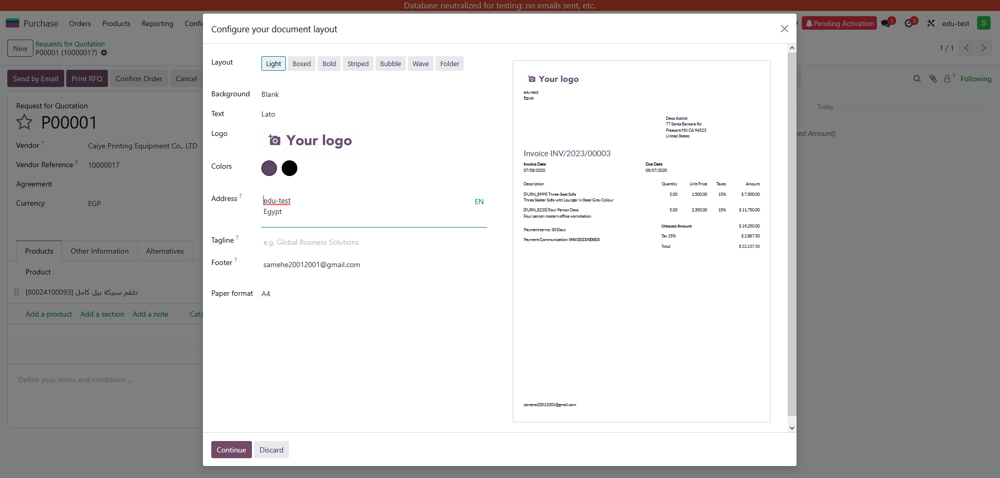 Database neutralized for testing: no emails sent, etc.
Purchase Orders Products Reporting
Pending Activation 1 3 edu-test S
New
Requests for Quotation
P00001 (10000017)
1 / 1
Send by Email Print RFQ Confirm Order Cancel
1 Following
Request for Quotation
P00001
Vendor ? Caiye Printing Equipment Co., LTD
Vendor Reference ? 10000017
Agreement
Currency EGP
Products Other Information Alternatives
Product
[80024100093] طقم سبيكة بيل كامل
Add a product Add a section Add a note
Define your terms and conditions ...
Today
Amount)
Configure your document layout
Layout Light Boxed Bold Striped Bubble Wave Folder
Background Blank
Text Lato
Logo Your logo
Colors
Address ? edu-test EN
Egypt
Tagline ? e.g. Global Business Solutions
Footer ? samehe20012001@gmail.com
Paper format A4
Your logo
edu-test
Egypt
Deco Addict
77 Santa Barbara Rd
Pleasant Hill CA 94523
United States
Invoice INV/2023/00003
Invoice Date Due Date
07/08/2020 08/07/2020
Description Quantity Unit Price Taxes Amount
[FURN_8999] Three-Seat Sofa 5.00 1,500.00 15% $ 7,500.00
Three Seater Sofa with Lounger in Steel Grey Colour
[FURN_8220] Four Person Desk 5.00 2,350.00 15% $ 11,750.00
Four person modern office workstation
Untaxed Amount $ 19,250.00
Payment terms: 30 Days
Tax 15% $ 2,887.50
Payment Communication: INV/2023/00003
Total $ 22,137.50
samehe20012001@gmail.com
Continue Discard